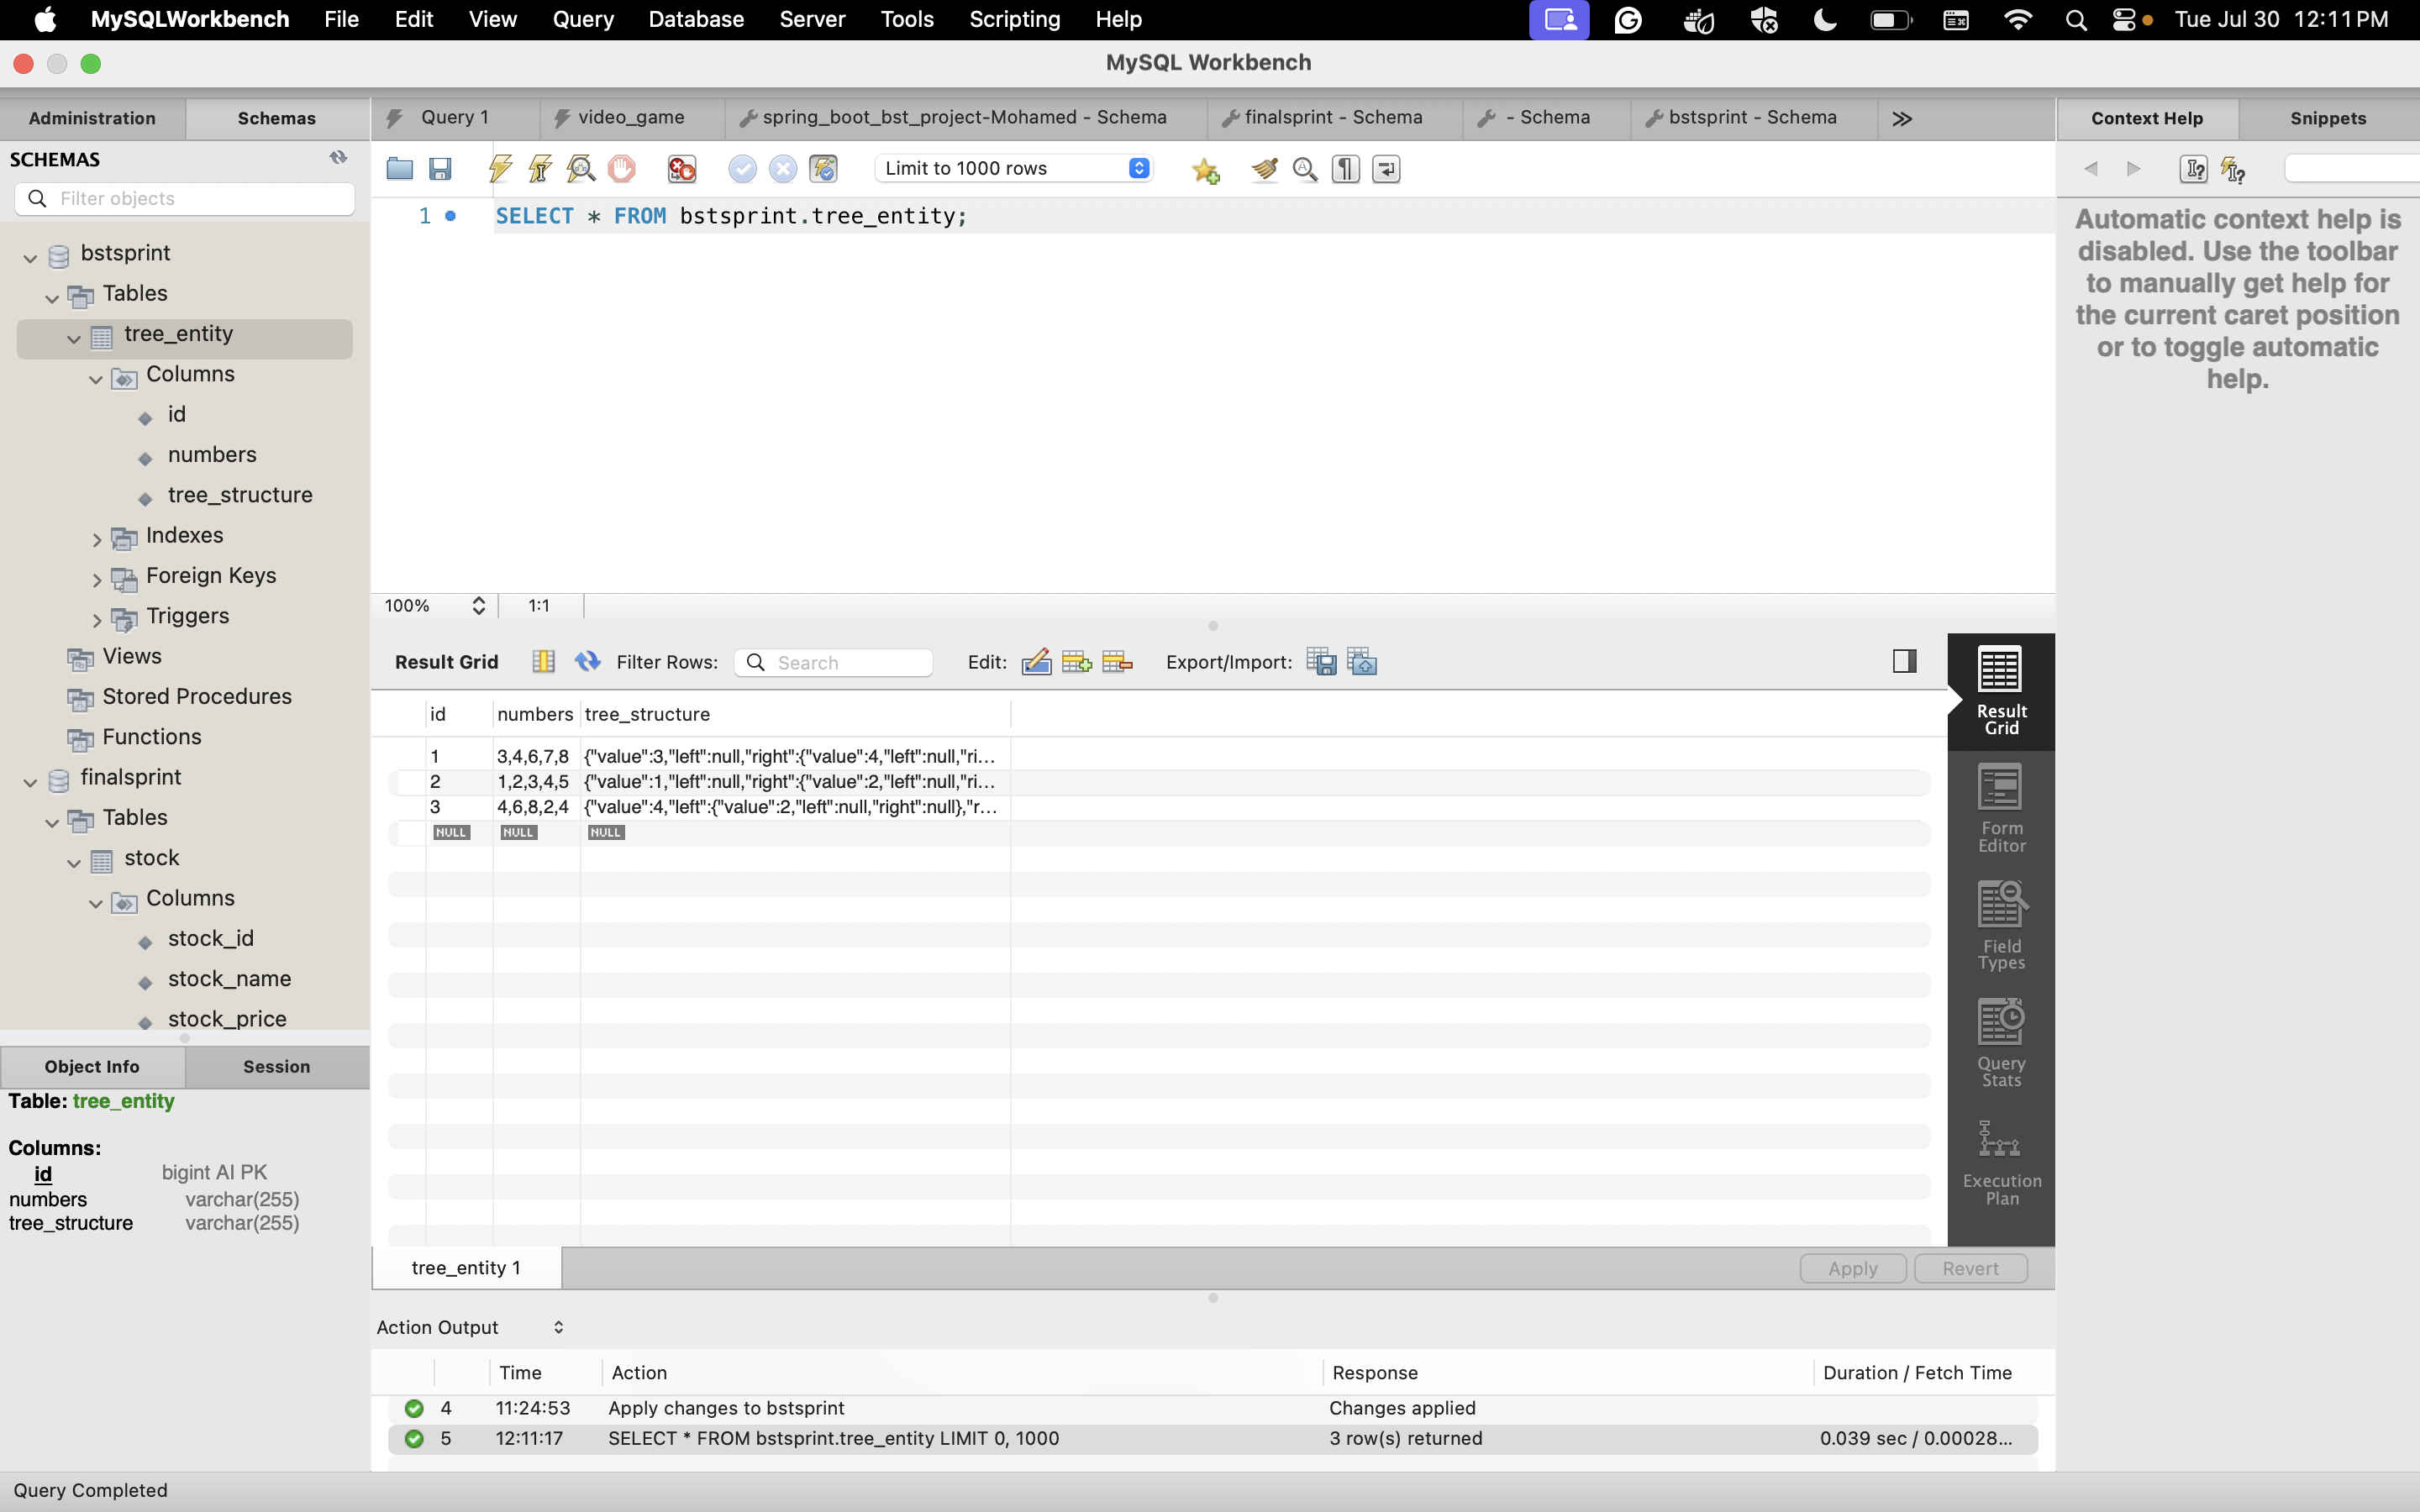 MySQLWorkbench File Edit View Query Database Server Tools Scripting Help Tue Jul 30 12:11 PM
MySQL Workbench
Administration Schemas
Query 1 video_game spring_boot_bst_project-Mohamed - Schema finalsprint - Schema - Schema bstsprint - Schema
Context Help Snippets
SCHEMAS
Filter objects
Limit to 1000 rows
1 SELECT * FROM bstsprint.tree_entity;
bstsprint
Tables
tree_entity
Columns
id
numbers
tree_structure
Indexes
Foreign Keys
Triggers
Views
Stored Procedures
Functions
finalsprint
Tables
stock
Columns
stock_id
stock_name
stock_price
Object Info Session
Table: tree_entity
Columns:
id bigint AI PK
numbers varchar(255)
tree_structure varchar(255)
100% 1:1
Result Grid Filter Rows: Search Edit: Export/Import:
id numbers tree_structure
1 3,4,6,7,8 {"value":3,"left":null,"right":{"value":4,"left":null,"ri...
2 1,2,3,4,5 {"value":1,"left":null,"right":{"value":2,"left":null,"ri...
3 4,6,8,2,4 {"value":4,"left":{"value":2,"left":null,"right":null},"r...
NULL NULL NULL
Result
Grid
Form
Editor
Field
Types
Query
Stats
Execution
Plan
tree_entity 1 Apply Revert
Action Output
Time Action Response Duration / Fetch Time
4 11:24:53 Apply changes to bstsprint Changes applied
5 12:11:17 SELECT * FROM bstsprint.tree_entity LIMIT 0, 1000 3 row(s) returned 0.039 sec / 0.00028...
Automatic context help is
disabled. Use the toolbar
to manually get help for
the current caret position
or to toggle automatic
help.
Query Completed